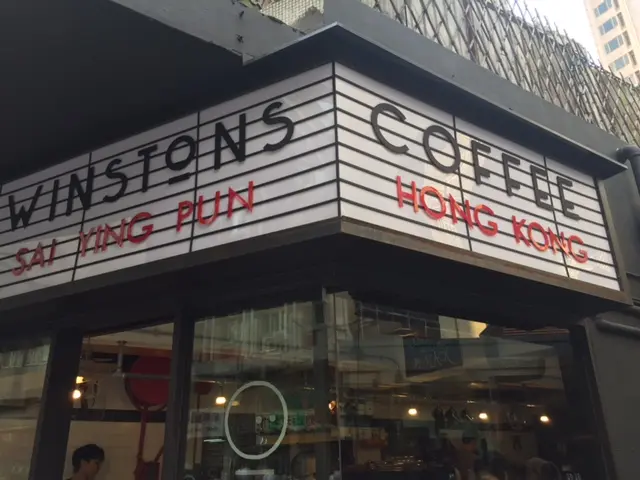 WINSTONS COFFEE
SAI YING PUN HONG KONG